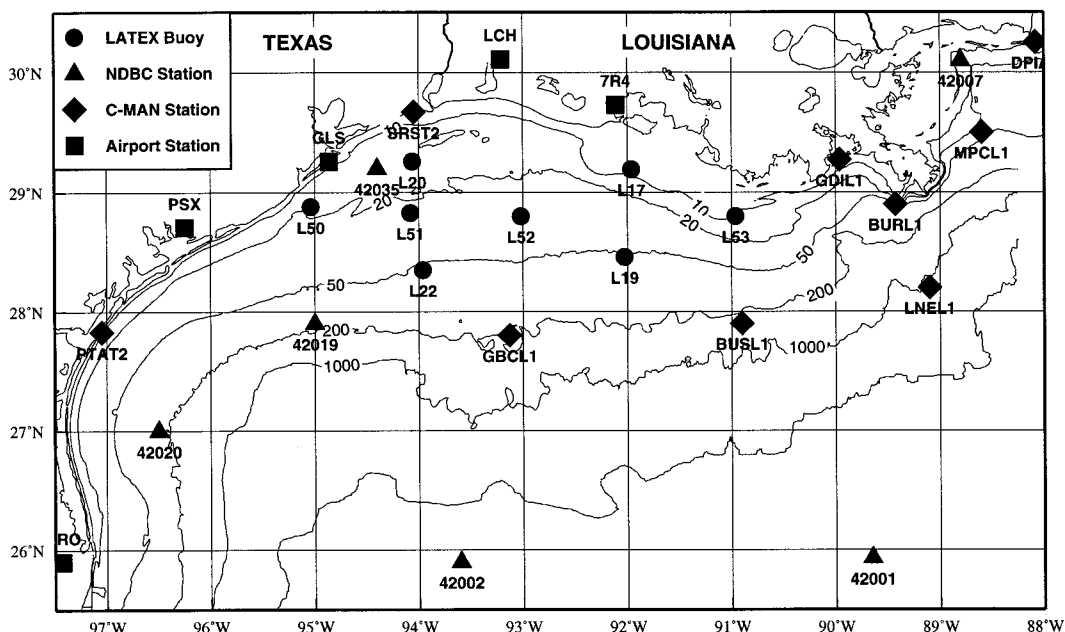 LATEX Buoy
NDBC Station
C-MAN Station
Airport Station
TEXAS
LOUISIANA
LCH
7R4
DPIA
42007
30°N
SRST2
GLS
MPCL1
42035
L20
L17
GDIL1
29°N
PSX
L50
L51
L52
L53
BURL1
20
10
20
L22
L19
50
50
200
LNEL1
28°N
PTAT2
42019
200
GBCL1
BUSL1
1000
1000
27°N
42020
26°N
RO
42002
42001
97°W
96°W
95°W
94°W
93°W
92°W
91°W
90°W
89°W
88°W